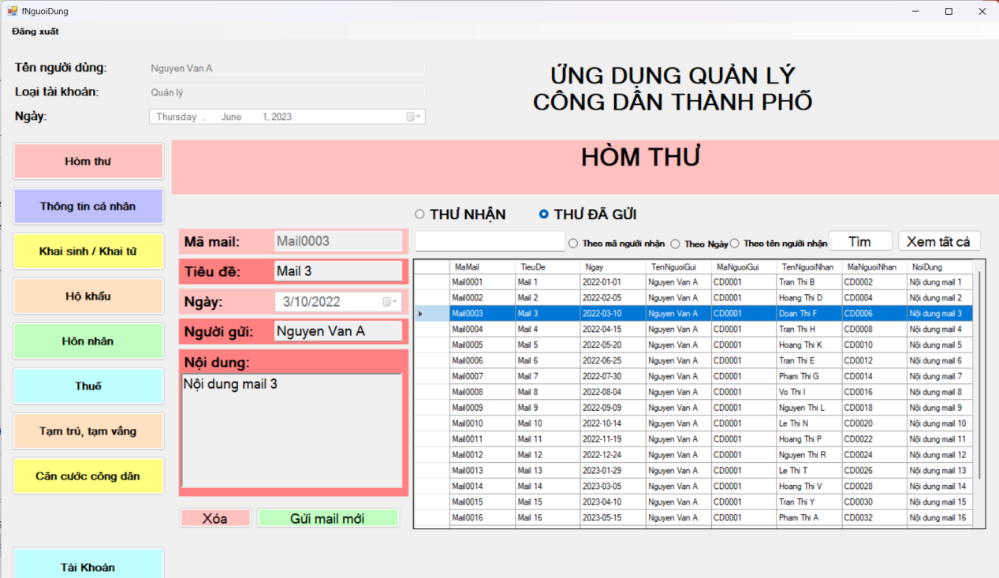 fNguoiDung
Đăng xuất
Tên người dùng: Nguyen Van A
Loại tài khoản: Quản lý
Ngày: Thursday , June 1, 2023
ỨNG DỤNG QUẢN LÝ
CÔNG DÂN THÀNH PHỐ
Hòm thư
Thông tin cá nhân
Khai sinh / Khai tử
Hộ khẩu
Hôn nhân
Thuế
Tạm trú, tạm vắng
Căn cước công dân
Tài Khoản
HÒM THƯ
THƯ NHẬN THƯ ĐÃ GỬI
Mã mail: Mail0003
Tiêu đề: Mail 3
Ngày: 3/10/2022
Người gửi: Nguyen Van A
Nội dung:
Nội dung mail 3
Xóa Gửi mail mới
Theo mã người nhận Theo Ngày Theo tên người nhận Tìm Xem tất cả
MaMail TieuDe Ngay TenNguoiGui MaNguoiGui TenNguoiNhan MaNguoiNhan NoiDung
Mail0001 Mail 1 2022-01-01 Nguyen Van A CD0001 Tran Thi B CD0002 Nội dung mail 1
Mail0002 Mail 2 2022-02-05 Nguyen Van A CD0001 Hoang Thi D CD0004 Nội dung mail 2
Mail0003 Mail 3 2022-03-10 Nguyen Van A CD0001 Doan Thi F CD0006 Nội dung mail 3
Mail0004 Mail 4 2022-04-15 Nguyen Van A CD0001 Tran Thi H CD0008 Nội dung mail 4
Mail0005 Mail 5 2022-05-20 Nguyen Van A CD0001 Hoang Thi K CD0010 Nội dung mail 5
Mail0006 Mail 6 2022-06-25 Nguyen Van A CD0001 Tran Thi E CD0012 Nội dung mail 6
Mail0007 Mail 7 2022-07-30 Nguyen Van A CD0001 Pham Thi G CD0014 Nội dung mail 7
Mail0008 Mail 8 2022-08-04 Nguyen Van A CD0001 Vo Thi I CD0016 Nội dung mail 8
Mail0009 Mail 9 2022-09-09 Nguyen Van A CD0001 Nguyen Thi L CD0018 Nội dung mail 9
Mail0010 Mail 10 2022-10-14 Nguyen Van A CD0001 Le Thi N CD0020 Nội dung mail 10
Mail0011 Mail 11 2022-11-19 Nguyen Van A CD0001 Hoang Thi P CD0022 Nội dung mail 11
Mail0012 Mail 12 2022-12-24 Nguyen Van A CD0001 Nguyen Thi R CD0024 Nội dung mail 12
Mail0013 Mail 13 2023-01-29 Nguyen Van A CD0001 Le Thi T CD0026 Nội dung mail 13
Mail0014 Mail 14 2023-03-05 Nguyen Van A CD0001 Hoang Thi V CD0028 Nội dung mail 14
Mail0015 Mail 15 2023-04-10 Nguyen Van A CD0001 Tran Thi Y CD0030 Nội dung mail 15
Mail0016 Mail 16 2023-05-15 Nguyen Van A CD0001 Pham Thi A CD0032 Nội dung mail 16